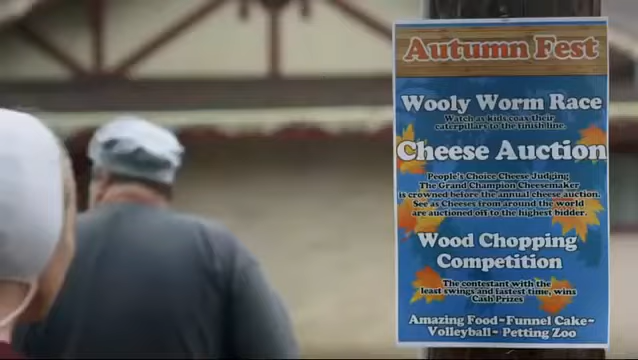 Autumn Fest
Wooly Worm Race
Watch as kids coax their
caterpillars to the finish line.
Cheese Auction
People's Choice Cheese Judging;
The Grand Champion Cheesemaker
is crowned before the annual cheese auction.
See as Cheeses from around the world
are auctioned off to the highest bidder.
Wood Chopping
Competition
The contestant with the
least swings and fastest time, wins
Cash Prizes
Amazing Food~Funnel Cake~
Volleyball~ Petting Zoo